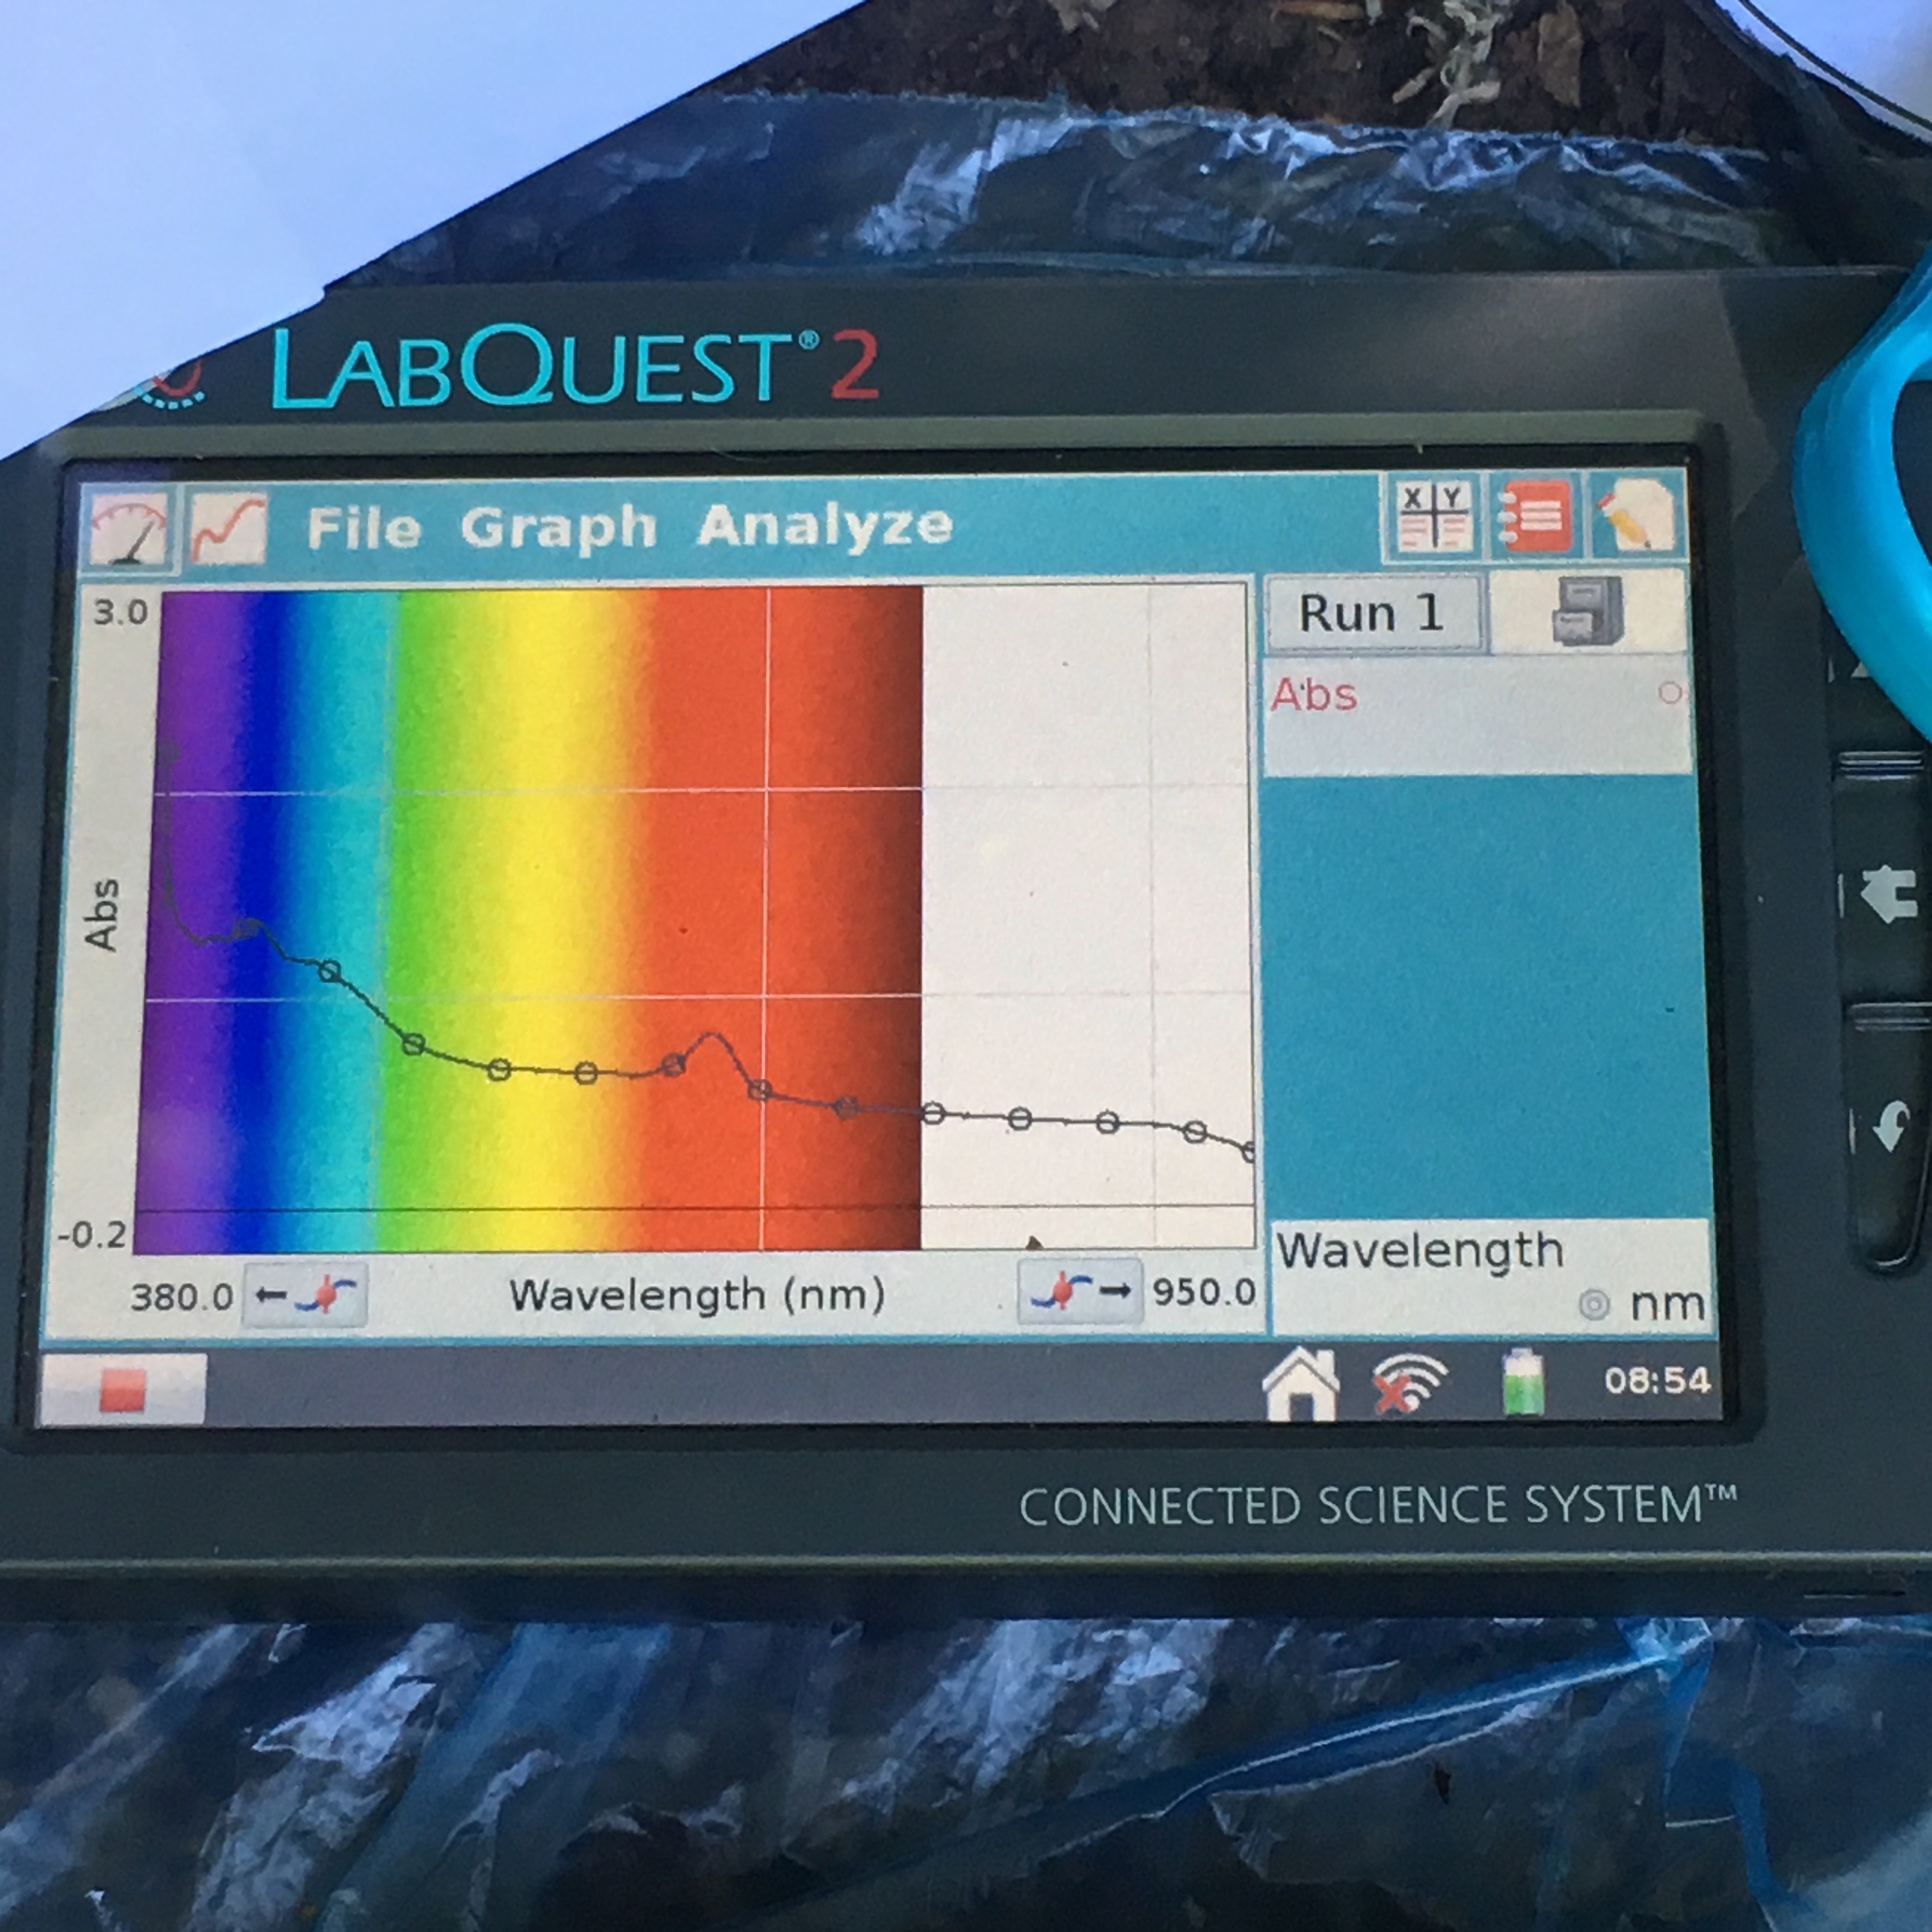 LABQUEST® 2
File Graph Analyze
X Y
3.0
Run 1
Abs
Abs
-0.2
Wavelength
380.0
Wavelength (nm)
950.0
nm
08:54
CONNECTED SCIENCE SYSTEM™